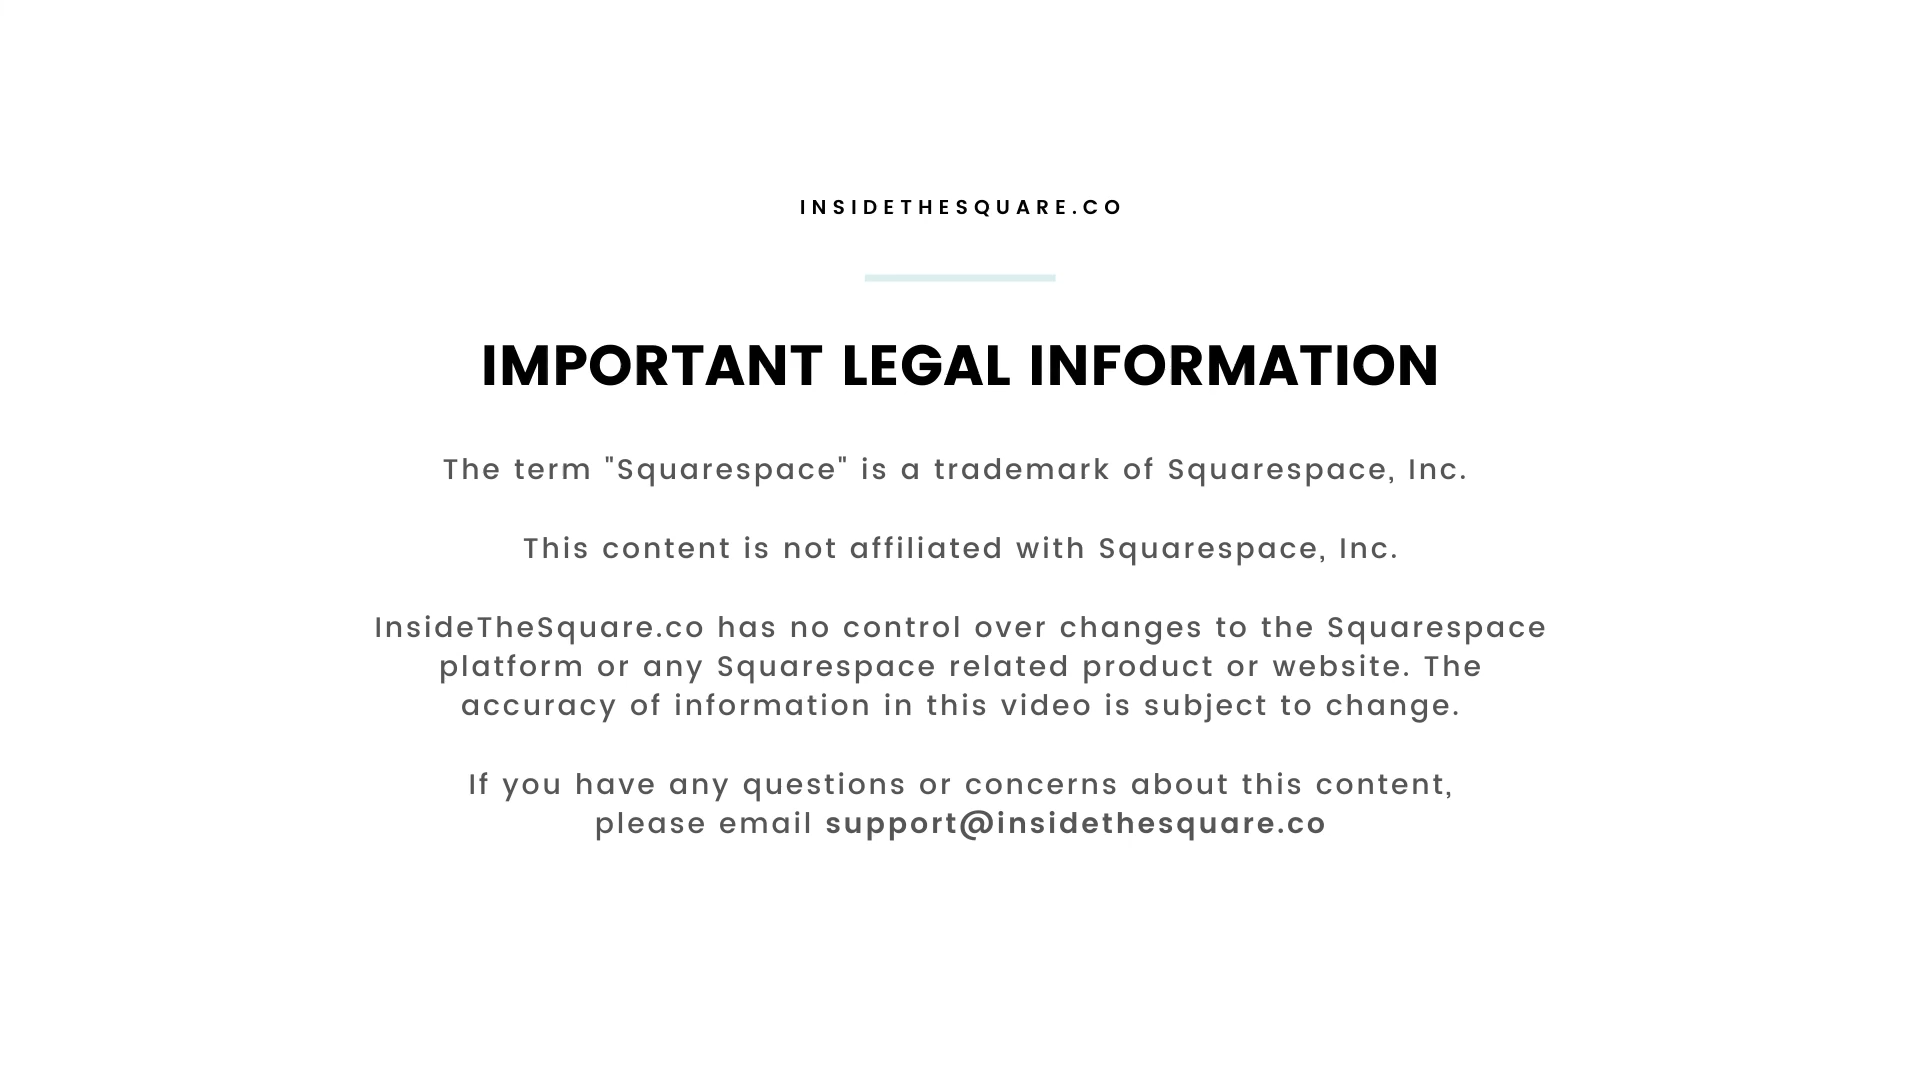 INSIDETHESQUARE.CO
IMPORTANT LEGAL INFORMATION
The term "Squarespace" is a trademark of Squarespace, Inc.
This content is not affiliated with Squarespace, Inc.
InsideTheSquare.co has no control over changes to the Squarespace
platform or any Squarespace related product or website. The
accuracy of information in this video is subject to change.
If you have any questions or concerns about this content,
please email support@insidethesquare.co